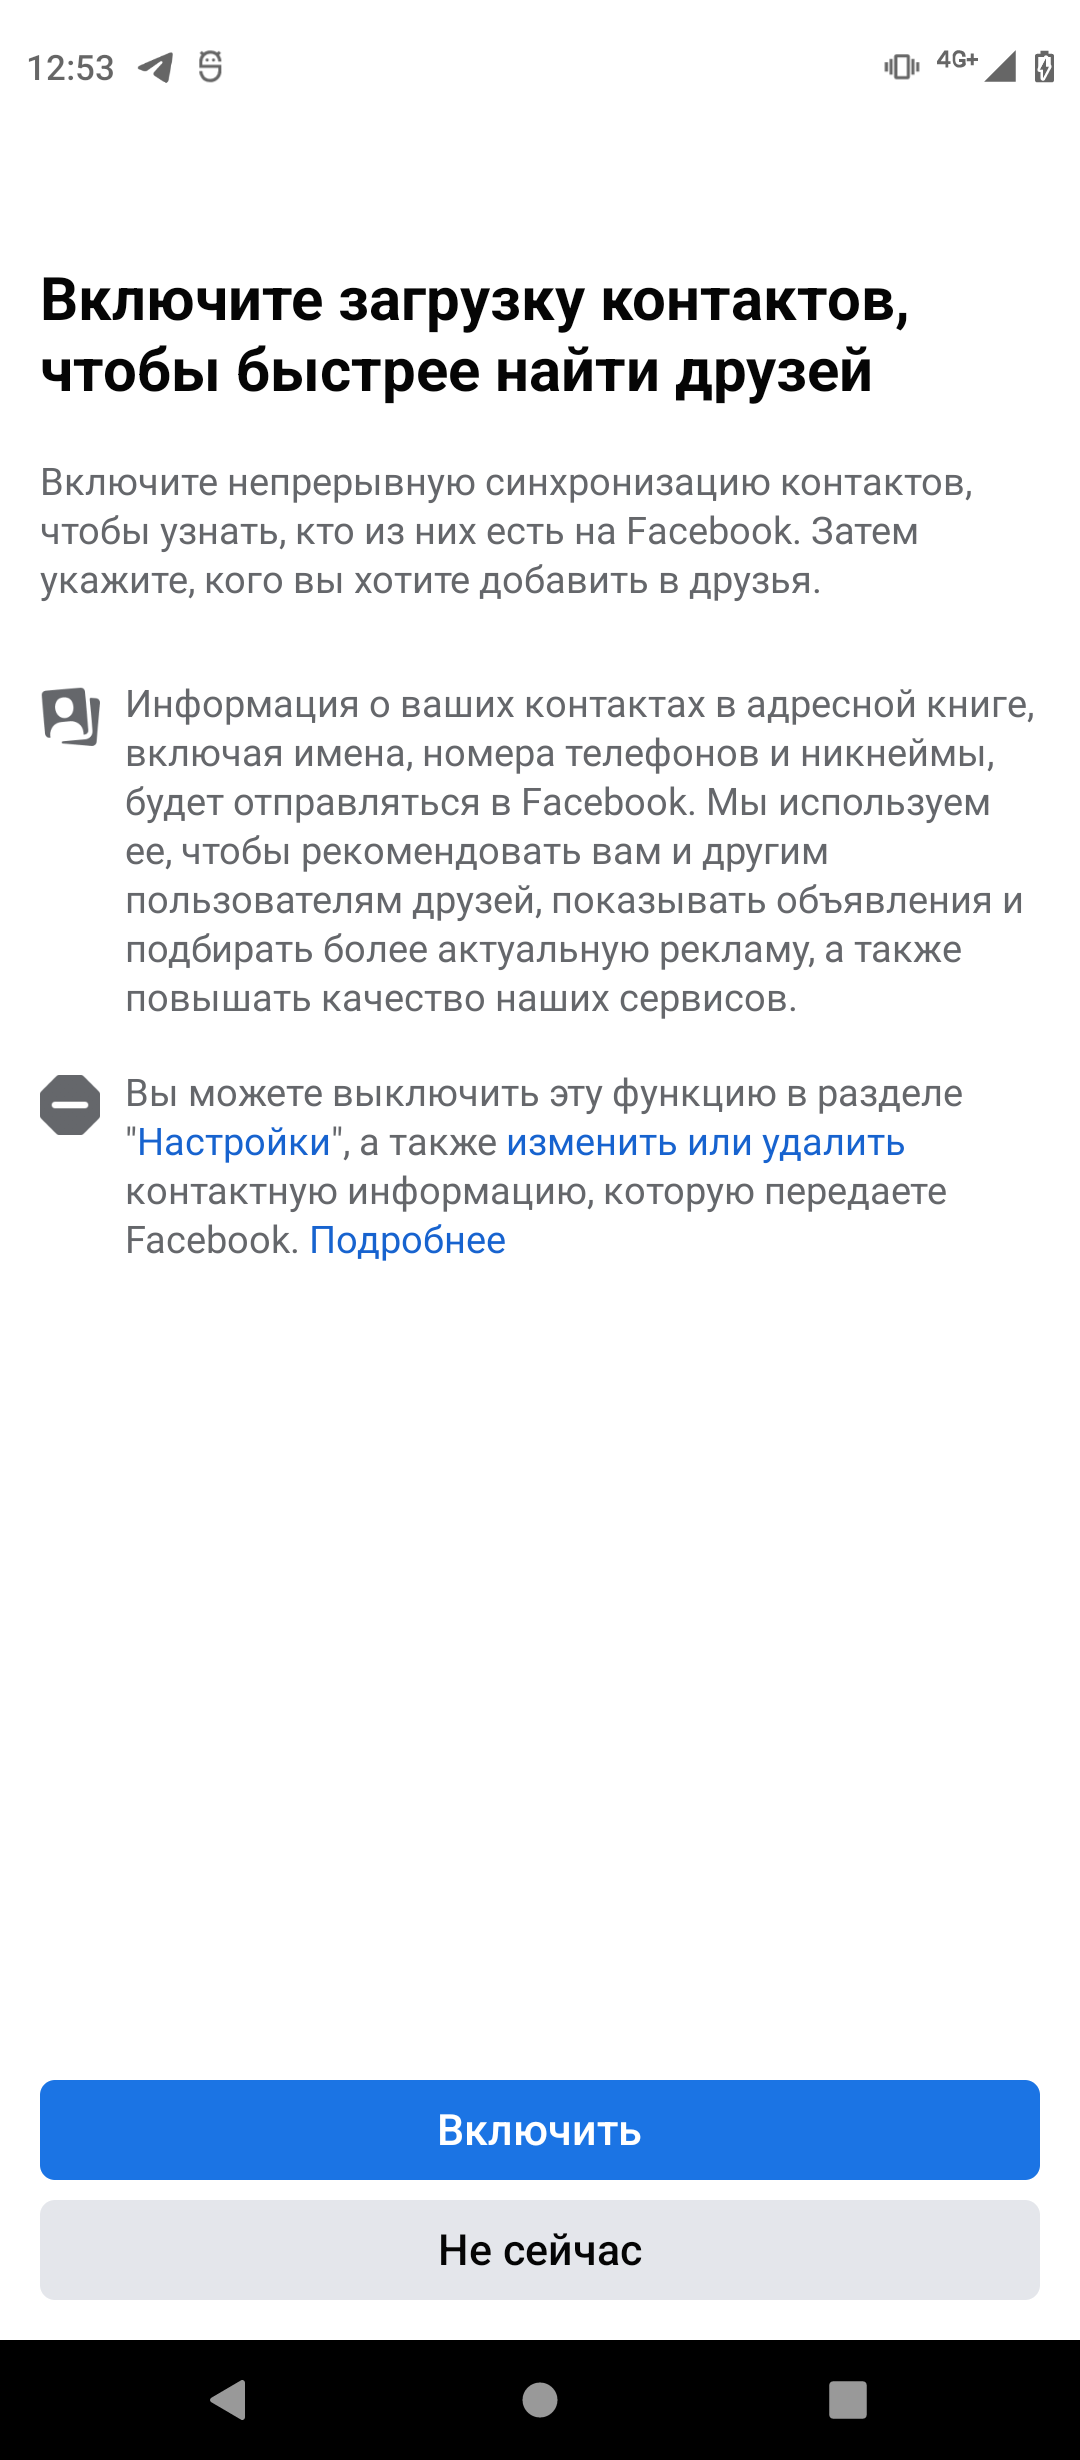 12:53
4G+
Включите загрузку контактов,
чтобы быстрее найти друзей
Включите непрерывную синхронизацию контактов,
чтобы узнать, кто из них есть на Facebook. Затем
укажите, кого вы хотите добавить в друзья.
Информация о ваших контактах в адресной книге,
включая имена, номера телефонов и никнеймы,
будет отправляться в Facebook. Мы используем
ее, чтобы рекомендовать вам и другим
пользователям друзей, показывать объявления и
подбирать более актуальную рекламу, а также
повышать качество наших сервисов.
Вы можете выключить эту функцию в разделе
"Настройки", а также изменить или удалить
контактную информацию, которую передаете
Facebook. Подробнее
Включить
Не сейчас